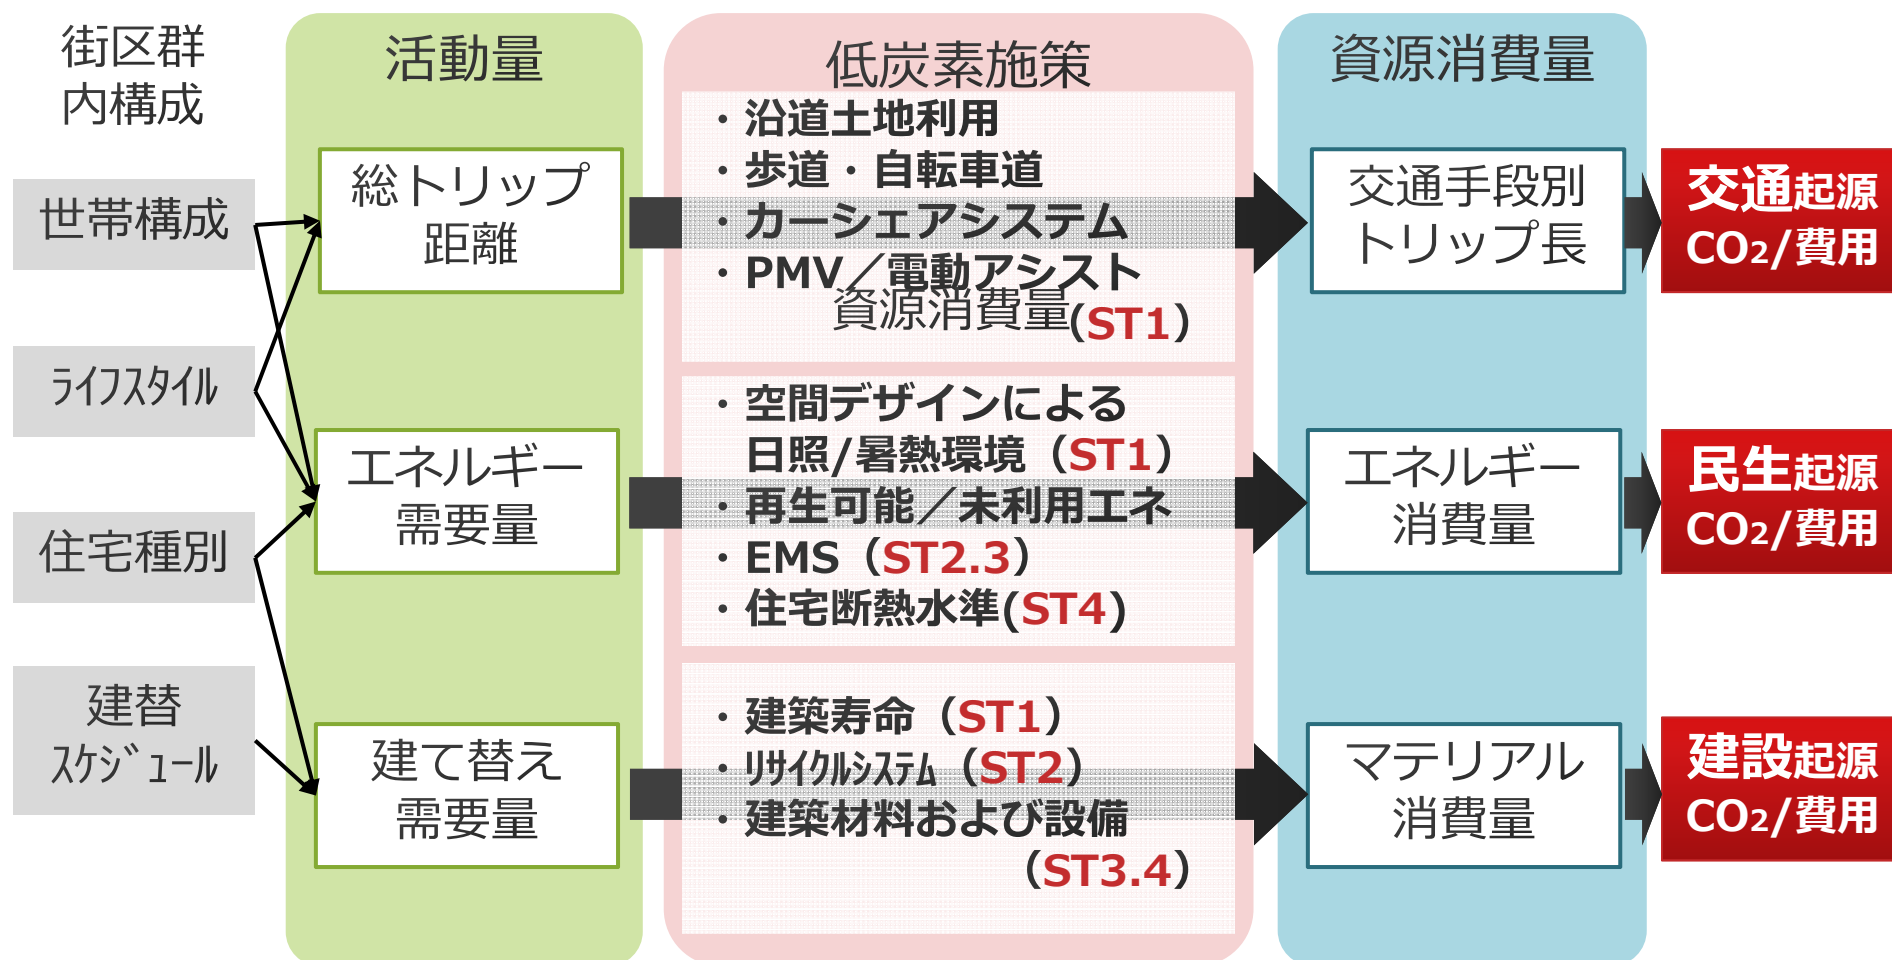 街区群
内構成
世帯構成
ﾗｲﾌｽﾀｲﾙ
住宅種別
建替
ｽｹｼﾞｭｰﾙ
活動量
総トリップ
距離
エネルギー
需要量
建て替え
需要量
低炭素施策
・沿道土地利用
・歩道・自転車道
・カーシェアシステム
・PMV／電動アシスト
資源消費量(ST1）
・空間デザインによる
日照/暑熱環境（ST1）
・再生可能／未利用エネ
・EMS（ST2.3）
・住宅断熱水準(ST4）
・建築寿命（ST1）
・ﾘｻｲｸﾙｼｽﾃﾑ（ST2）
・建築材料および設備
（ST3.4）
資源消費量
交通手段別
トリップ長
エネルギー
消費量
マテリアル
消費量
交通起源
CO2/費用
民生起源
CO2/費用
建設起源
CO2/費用